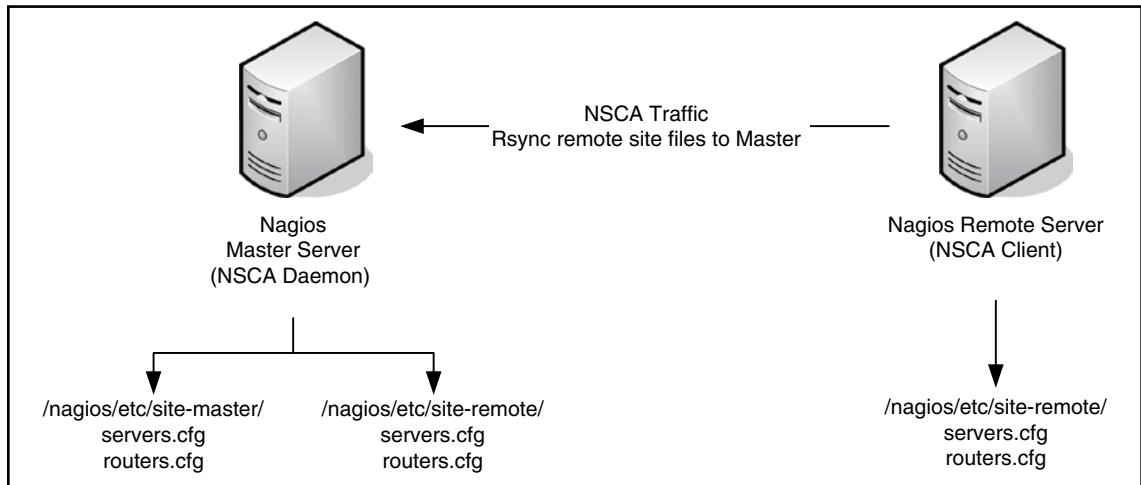 NSCA Traffic
Rsync remote site files to Master
Nagios
Master Server
(NSCA Daemon)
Nagios Remote Server
(NSCA Client)
/nagios/etc/site-master/
servers.cfg
routers.cfg
/nagios/etc/site-remote/
servers.cfg
routers.cfg
/nagios/etc/site-remote/
servers.cfg
routers.cfg